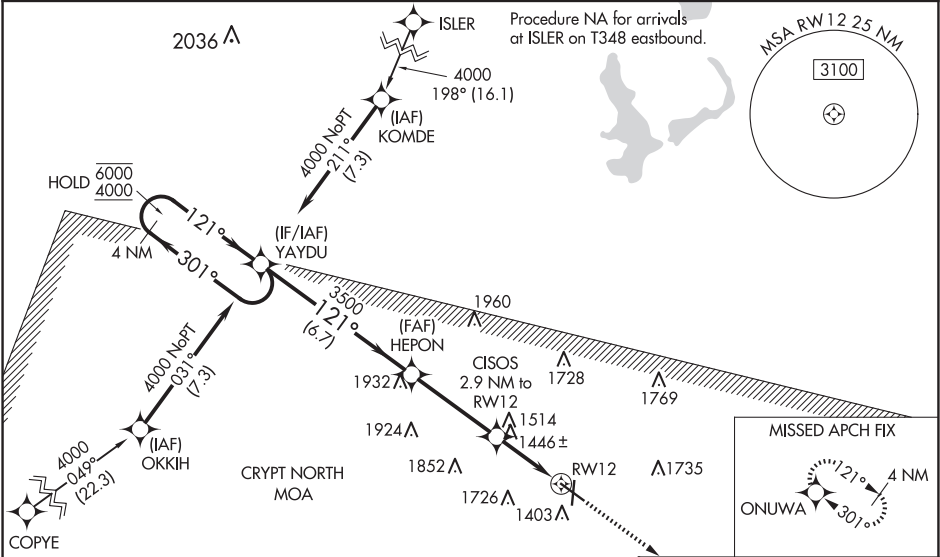 2036
ISLER
Procedure NA for arrivals
at ISLER on T348 eastbound.
MSA RW12 25 NM
3100
4000
198° (16.1)
(IAF)
KOMDE
4000 NoPT
211°
(7.3)
HOLD
6000
4000
4 NM
121°
301°
(IF/IAF)
YAYDU
3500
121°
(6.7)
1960
(FAF)
HEPON
4000 NoPT
031°
(7.3)
1932
CISOS
2.9 NM to
RW12
1728
1769
1514
1446 ±
1924
(IAF)
OKKIH
4000
049°
(22.3)
COPYE
CRYPT NORTH
MOA
1852
1726
1403
RW12
1735
MISSED APCH FIX
121°
4 NM
ONUWA
301°